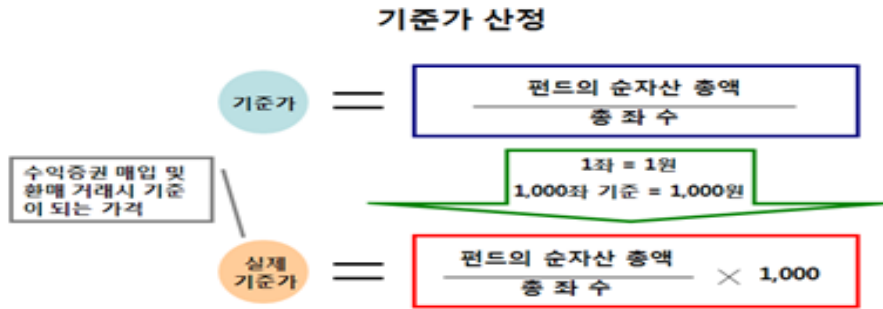 기준가 산정
기준가
펀드의 순자산 총액
총 좌 수
1좌 = 1원
1,000좌 기준 = 1,000원
수익증권 매입 및
환매 거래시 기준
이 되는 가격
실제
기준가
펀드의 순자산 총액
총 좌 수
× 1,000